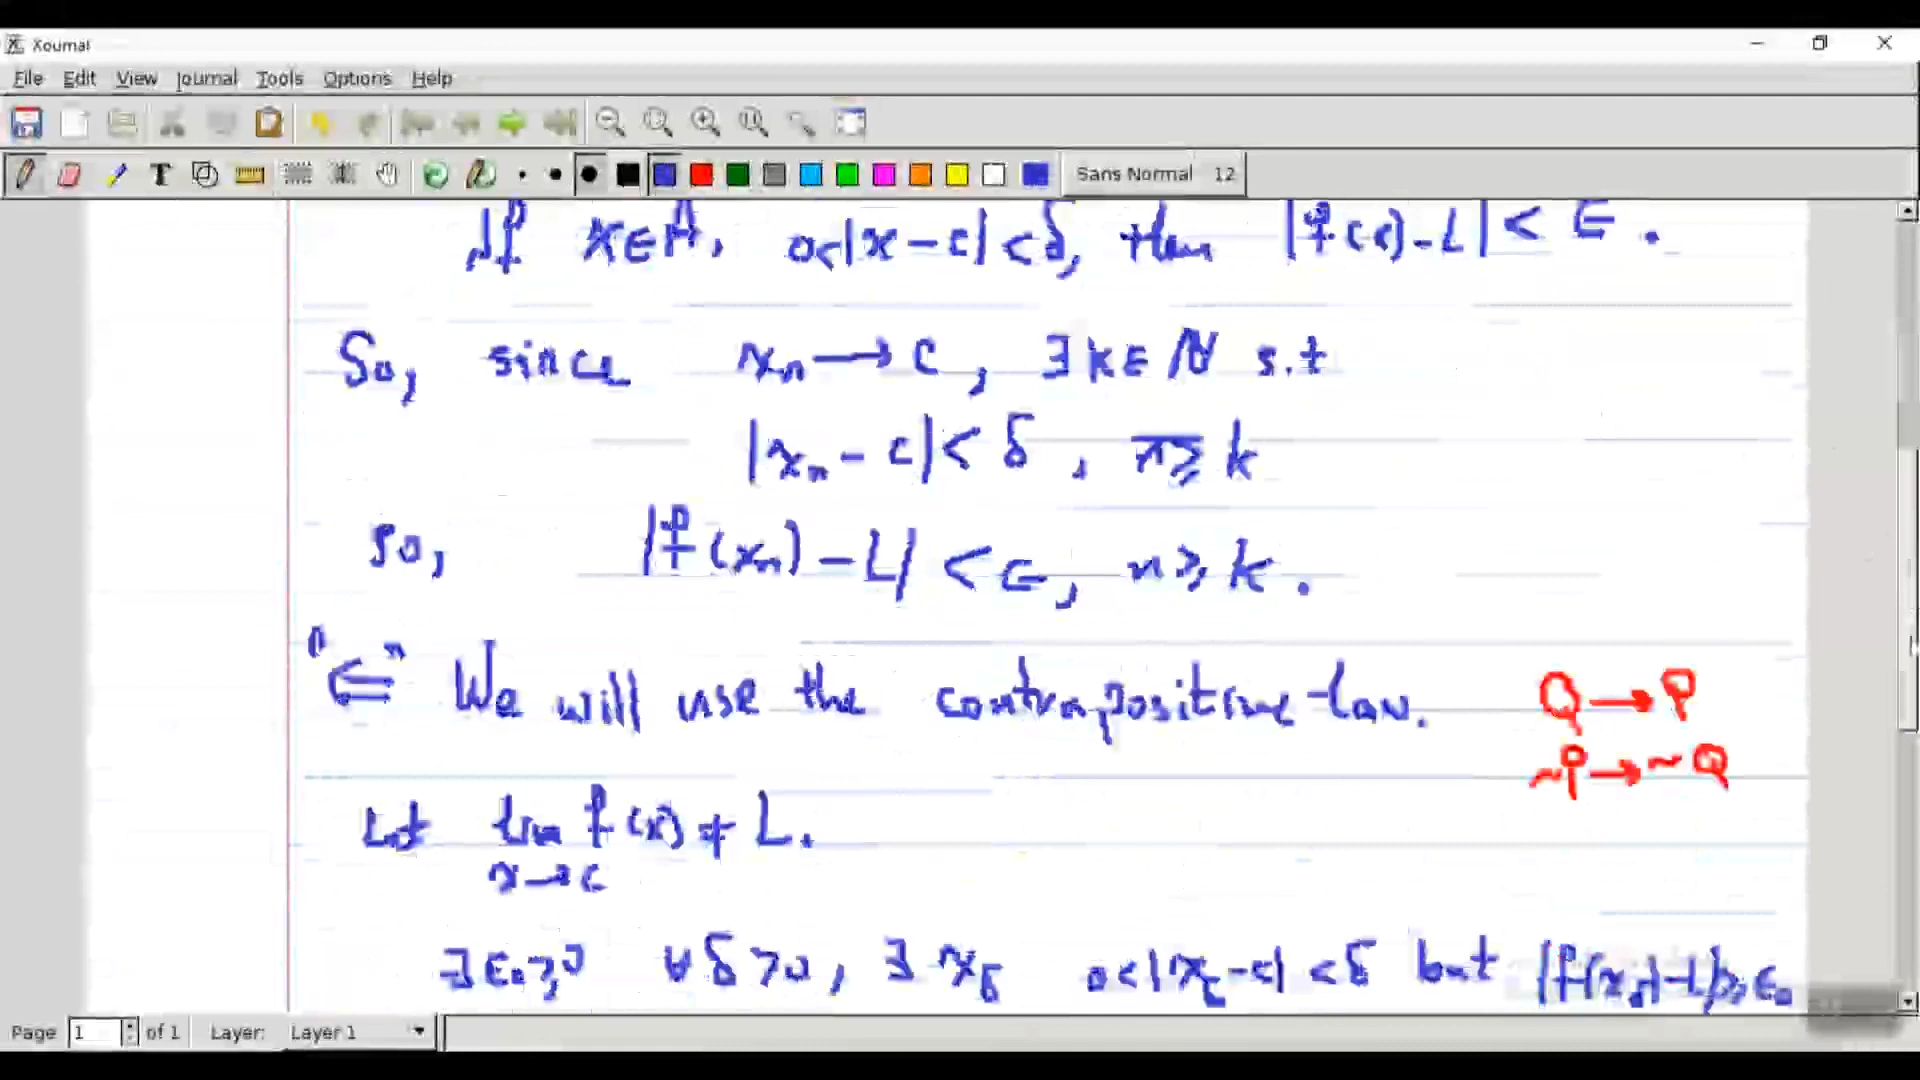 Xournal
File Edit View Journal Tools Options Help
Sans Normal 12
If x∈A, 0<|x-c|<δ, then |f(x)-L|<ϵ.
So, since xₙ→c, ∃k∈ℕ s.t
|xₙ-c|<δ, n≥k
so, |f(xₙ)-L|<ϵ, n≥k.
"⇐" We will use the contrapositive-law.
Q→P
~P→~Q
Let lim f(x)≠L.
x→c
∃ϵ₀≥0 ∀δ>0, ∃x_δ 0<|x_δ-c|<δ but |f(x_δ)-L|≥ϵ₀
Page 1 of 1 Layer: Layer 1